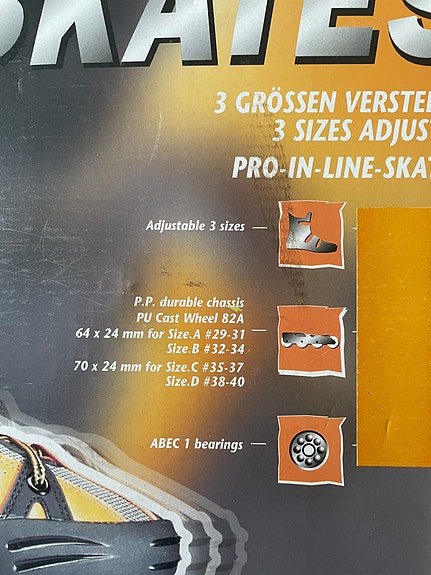 SKATES
3 GRÖSSEN VERSTE
3 SIZES ADJUST
PRO-IN-LINE-SKA
Adjustable 3 sizes
P.P. durable chassis
PU Cast Wheel 82A
64 x 24 mm for Size.A #29-31
Size.B #32-34
70 x 24 mm for Size.C #35-37
Size.D #38-40
ABEC 1 bearings